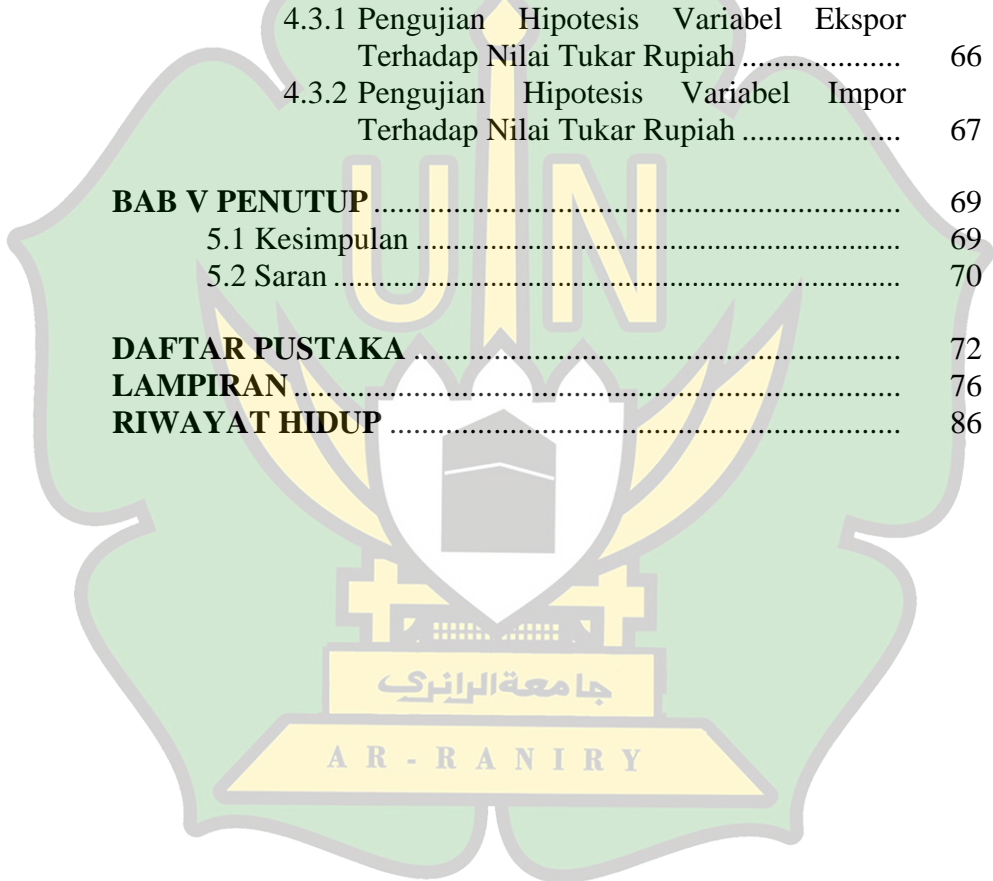 4.3.1 Pengujian Hipotesis Variabel Ekspor
Terhadap Nilai Tukar Rupiah ................... 66
4.3.2 Pengujian Hipotesis Variabel Impor
Terhadap Nilai Tukar Rupiah ................... 67
BAB V PENUTUP ................................................................ 69
5.1 Kesimpulan ........................................................... 69
5.2 Saran ..................................................................... 70
DAFTAR PUSTAKA ........................................................... 72
LAMPIRAN .......................................................................... 76
RIWAYAT HIDUP .............................................................. 86
UIN
جامعةالرانري
AR-RANIRY